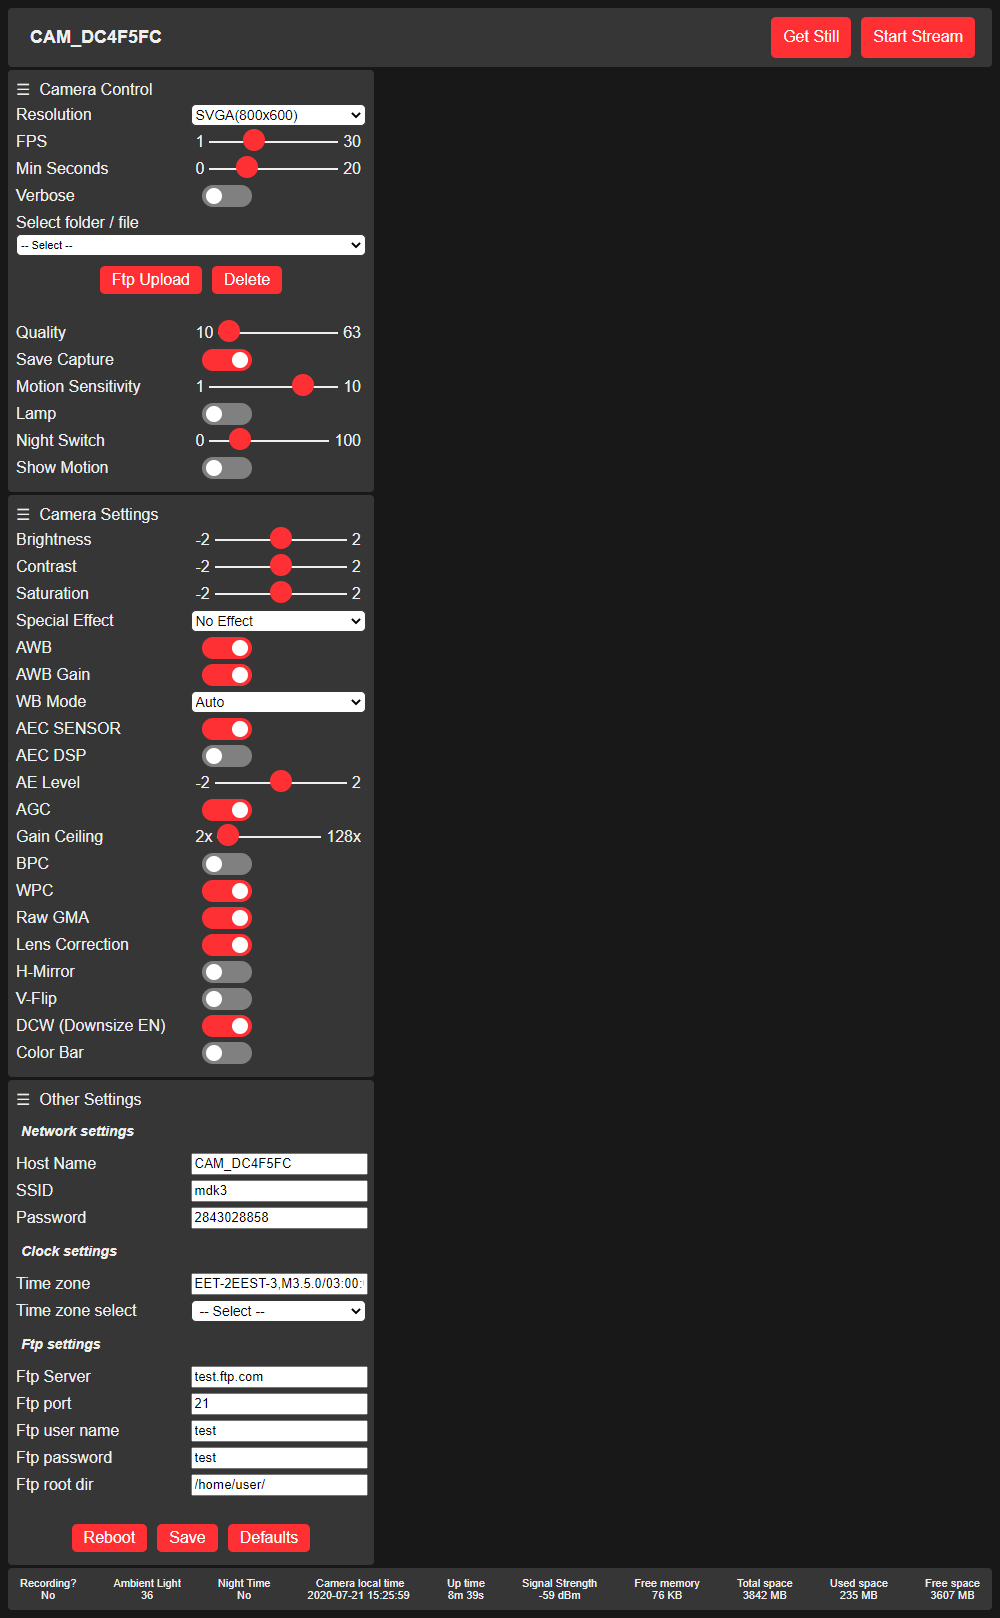 CAM_DC4F5FC
Get Still
Start Stream
☰ Camera Control
Resolution SVGA(800x600)
FPS 1 30
Min Seconds 0 20
Verbose
Select folder / file
-- Select --
Ftp Upload Delete
Quality 10 63
Save Capture
Motion Sensitivity 1 10
Lamp
Night Switch 0 100
Show Motion
☰ Camera Settings
Brightness -2 2
Contrast -2 2
Saturation -2 2
Special Effect No Effect
AWB
AWB Gain
WB Mode Auto
AEC SENSOR
AEC DSP
AE Level -2 2
AGC
Gain Ceiling 2x 128x
BPC
WPC
Raw GMA
Lens Correction
H-Mirror
V-Flip
DCW (Downsize EN)
Color Bar
☰ Other Settings
Network settings
Host Name CAM_DC4F5FC
SSID mdk3
Password 2843028858
Clock settings
Time zone EET-2EEST-3,M3.5.0/03:00:
Time zone select -- Select --
Ftp settings
Ftp Server test.ftp.com
Ftp port 21
Ftp user name test
Ftp password test
Ftp root dir /home/user/
Reboot Save Defaults
Recording? Ambient Light Night Time Camera local time Up time Signal Strength Free memory Total space Used space Free space
No 36 No 2020-07-21 15:25:59 8m 39s -59 dBm 76 KB 3842 MB 235 MB 3607 MB